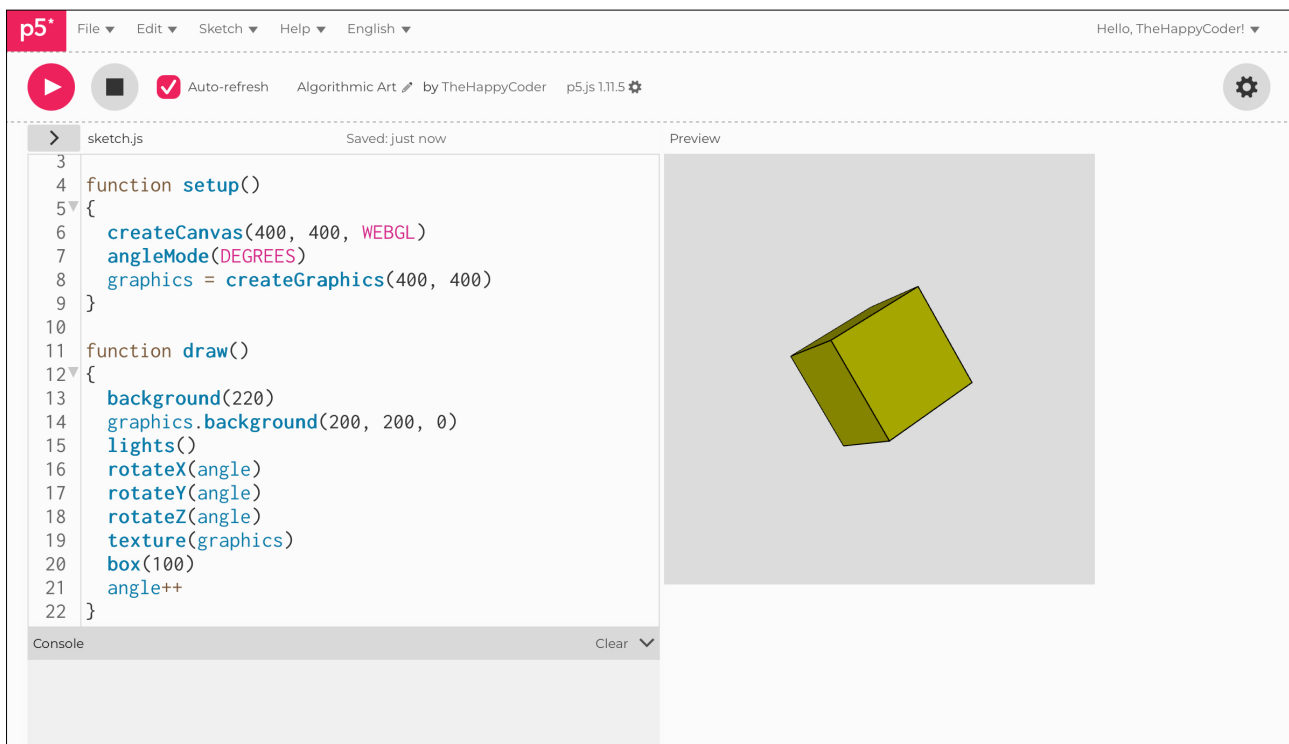 p5* File Edit Sketch Help English Hello, TheHappyCoder!
Auto-refresh Algorithmic Art by TheHappyCoder p5.js 1.11.5
sketch.js Saved: just now Preview
3
4 function setup()
5 {
6 createCanvas(400, 400, WEBGL)
7 angleMode(DEGREES)
8 graphics = createGraphics(400, 400)
9 }
10
11 function draw()
12 {
13 background(220)
14 graphics.background(200, 200, 0)
15 lights()
16 rotateX(angle)
17 rotateY(angle)
18 rotateZ(angle)
19 texture(graphics)
20 box(100)
21 angle++
22 }
Console Clear